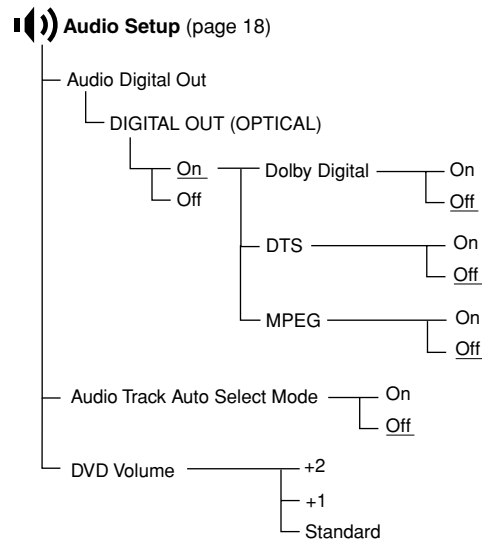 Audio Setup (page 18)
Audio Digital Out
DIGITAL OUT (OPTICAL)
On Dolby Digital On
Off Off
DTS On
Off
MPEG On
Off
Audio Track Auto Select Mode On
Off
DVD Volume +2
+1
Standard